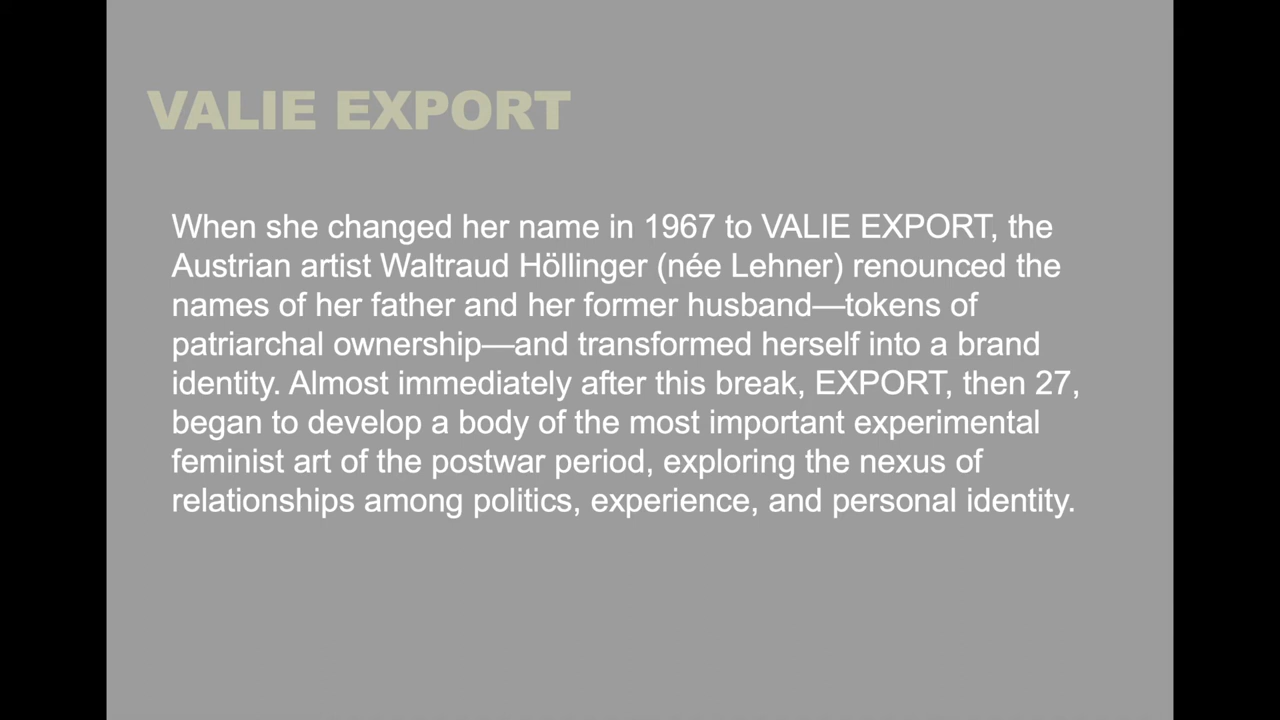 VALIE EXPORT
When she changed her name in 1967 to VALIE EXPORT, the
Austrian artist Waltraud Höllinger (née Lehner) renounced the
names of her father and her former husband—tokens of
patriarchal ownership—and transformed herself into a brand
identity. Almost immediately after this break, EXPORT, then 27,
began to develop a body of the most important experimental
feminist art of the postwar period, exploring the nexus of
relationships among politics, experience, and personal identity.